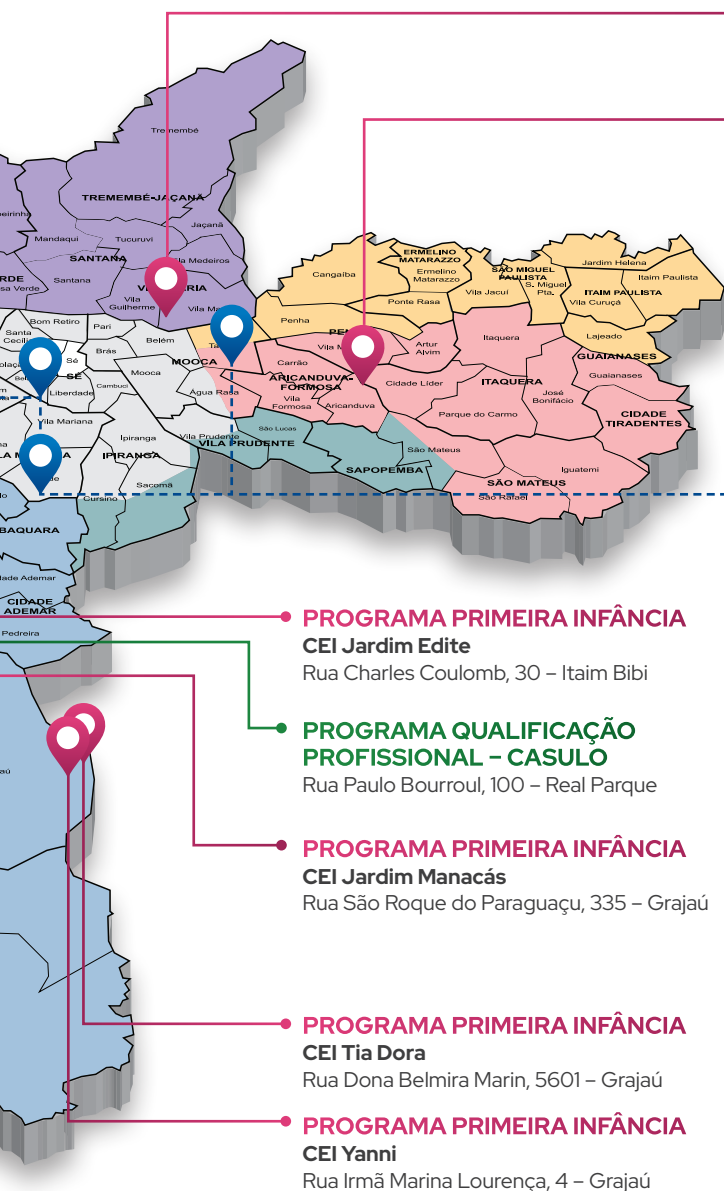 Tremembé
TREMEMBÉ-JAÇANÃ
Jaçanã
Mandaqui
Tucuruvi
SANTANA
Santana
Vila
Guilherme
Bom Retiro
Pari
Belém
Santa
Brás
Sé
SÉ
Mooca
MOOCA
Liberdade
Cambuci
Água Rasa
Vila Mariana
Ipiranga
IPIRANGA
Vila Prudente
VILA PRUDENTE
São Lucas
Sacomã
Cursino
Cangaíba
ERMELINO
MATARAZZO
Ermelino
Matarazzo
Ponte Rasa
Penha
SÃO MIGUEL
PAULISTA
S. Miguel
Pta.
Vila Jacuí
Jardim Helena
Itaim Paulista
ITAIM PAULISTA
Vila Curuçá
Lajeado
GUAIANASES
Guaianases
Carrão
Artur
Alvim
Itaquera
ITAQUERA
ARICANDUVA-
FORMOSA
Vila
Formosa
Aricanduva
Cidade Líder
Parque do Carmo
José
Bonifácio
CIDADE
TIRADENTES
São Mateus
SAPOPEMBA
SÃO MATEUS
Iguatemi
São Rafael
CIDADE
ADEMAR
Pedreira
PROGRAMA PRIMEIRA INFÂNCIA
CEI Jardim Edite
Rua Charles Coulomb, 30 – Itaim Bibi
PROGRAMA QUALIFICAÇÃO
PROFISSIONAL – CASULO
Rua Paulo Bourroul, 100 – Real Parque
PROGRAMA PRIMEIRA INFÂNCIA
CEI Jardim Manacás
Rua São Roque do Paraguaçu, 335 – Grajaú
PROGRAMA PRIMEIRA INFÂNCIA
CEI Tia Dora
Rua Dona Belmira Marin, 5601 – Grajaú
PROGRAMA PRIMEIRA INFÂNCIA
CEI Yanni
Rua Irmã Marina Lourença, 4 – Grajaú